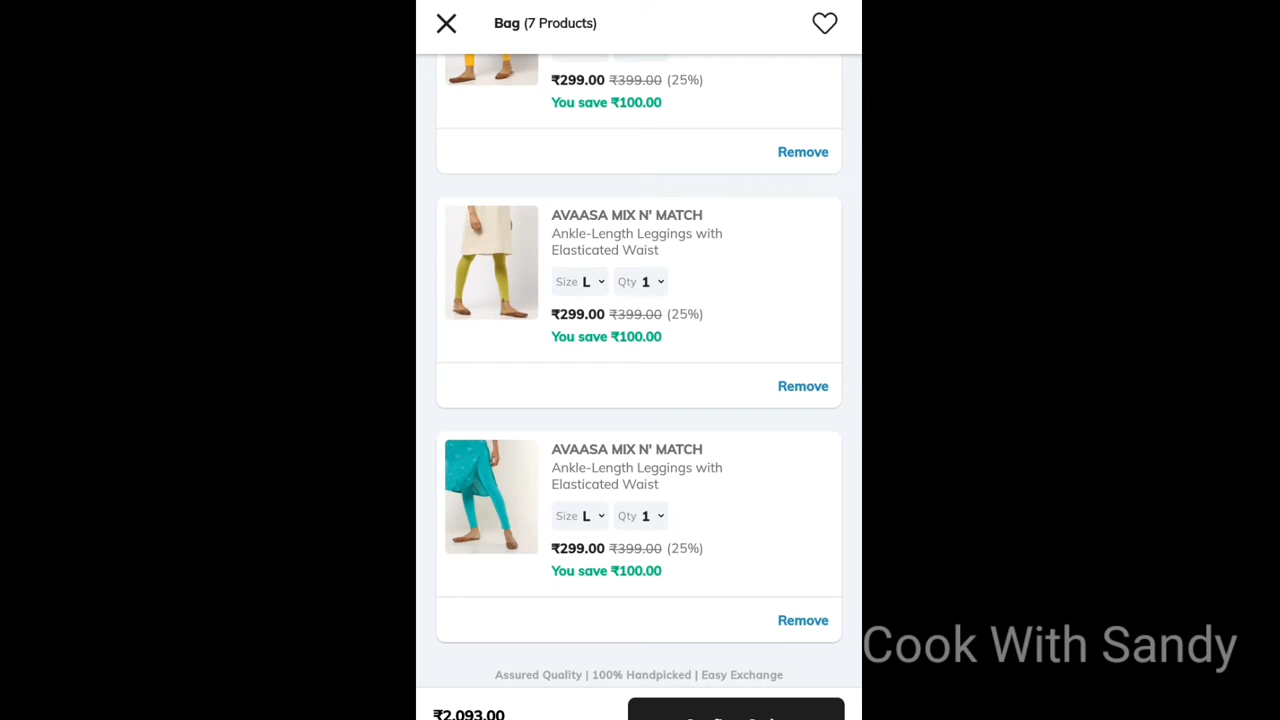 Bag (7 Products)
₹299.00 ₹399.00 (25%)
You save ₹100.00
Remove
AVAASA MIX N' MATCH
Ankle-Length Leggings with
Elasticated Waist
Size L Qty 1
₹299.00 ₹399.00 (25%)
You save ₹100.00
Remove
AVAASA MIX N' MATCH
Ankle-Length Leggings with
Elasticated Waist
Size L Qty 1
₹299.00 ₹399.00 (25%)
You save ₹100.00
Remove
Cook With Sandy
Assured Quality | 100% Handpicked | Easy Exchange
₹2,093.00